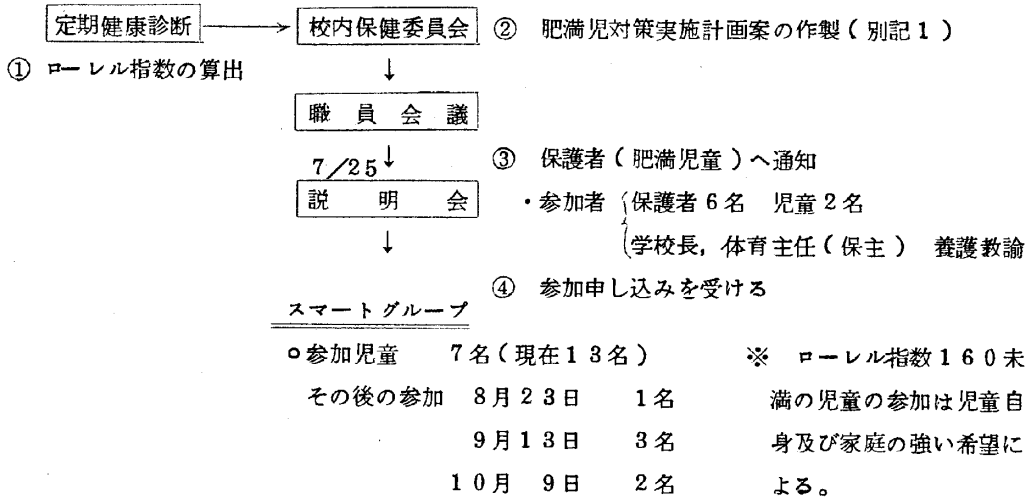 定期健康診断 → 校内保健委員会 ② 肥満児対策実施計画案の作製(別記1)
① ローレル指数の算出
↓
職員会議
7/25↓ ③ 保護者(肥満児童)へ通知
説明会 ・参加者 保護者6名 児童2名
↓ 学校長,体育主任(保主) 養護教諭
④ 参加申し込みを受ける
スマートグループ
○参加児童 7名(現在13名) ※ ローレル指数160未
その後の参加 8月23日 1名 満の児童の参加は児童自
9月13日 3名 身及び家庭の強い希望に
10月 9日 2名 よる。